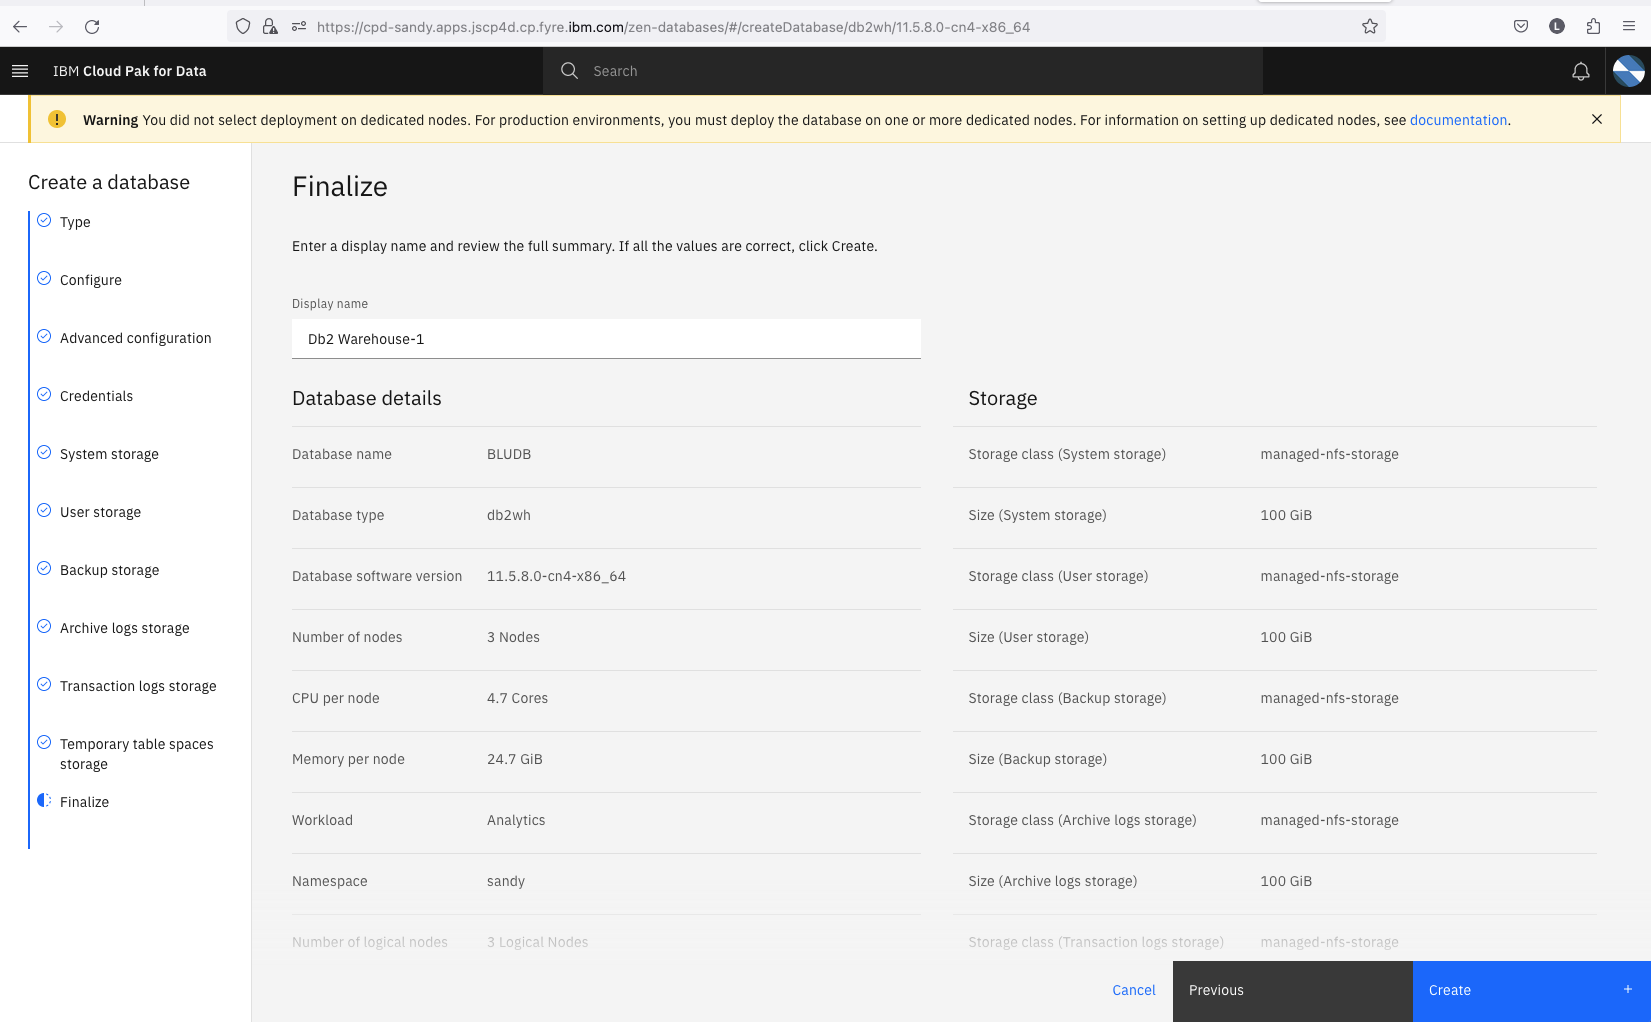 https://cpd-sandy.apps.jscp4d.cp.fyre.ibm.com/zen-databases/#/createDatabase/db2wh/11.5.8.0-cn4-x86_64
L
IBM Cloud Pak for Data
Search
Warning You did not select deployment on dedicated nodes. For production environments, you must deploy the database on one or more dedicated nodes. For information on setting up dedicated nodes, see documentation.
Create a database
Type
Configure
Advanced configuration
Credentials
System storage
User storage
Backup storage
Archive logs storage
Transaction logs storage
Temporary table spaces
storage
Finalize
Finalize
Enter a display name and review the full summary. If all the values are correct, click Create.
Display name
Db2 Warehouse-1
Database details
Database name BLUDB
Database type db2wh
Database software version 11.5.8.0-cn4-x86_64
Number of nodes 3 Nodes
CPU per node 4.7 Cores
Memory per node 24.7 GiB
Workload Analytics
Namespace sandy
Number of logical nodes 3 Logical Nodes
Storage
Storage class (System storage) managed-nfs-storage
Size (System storage) 100 GiB
Storage class (User storage) managed-nfs-storage
Size (User storage) 100 GiB
Storage class (Backup storage) managed-nfs-storage
Size (Backup storage) 100 GiB
Storage class (Archive logs storage) managed-nfs-storage
Size (Archive logs storage) 100 GiB
Storage class (Transaction logs storage) managed-nfs-storage
Cancel
Previous
Create +